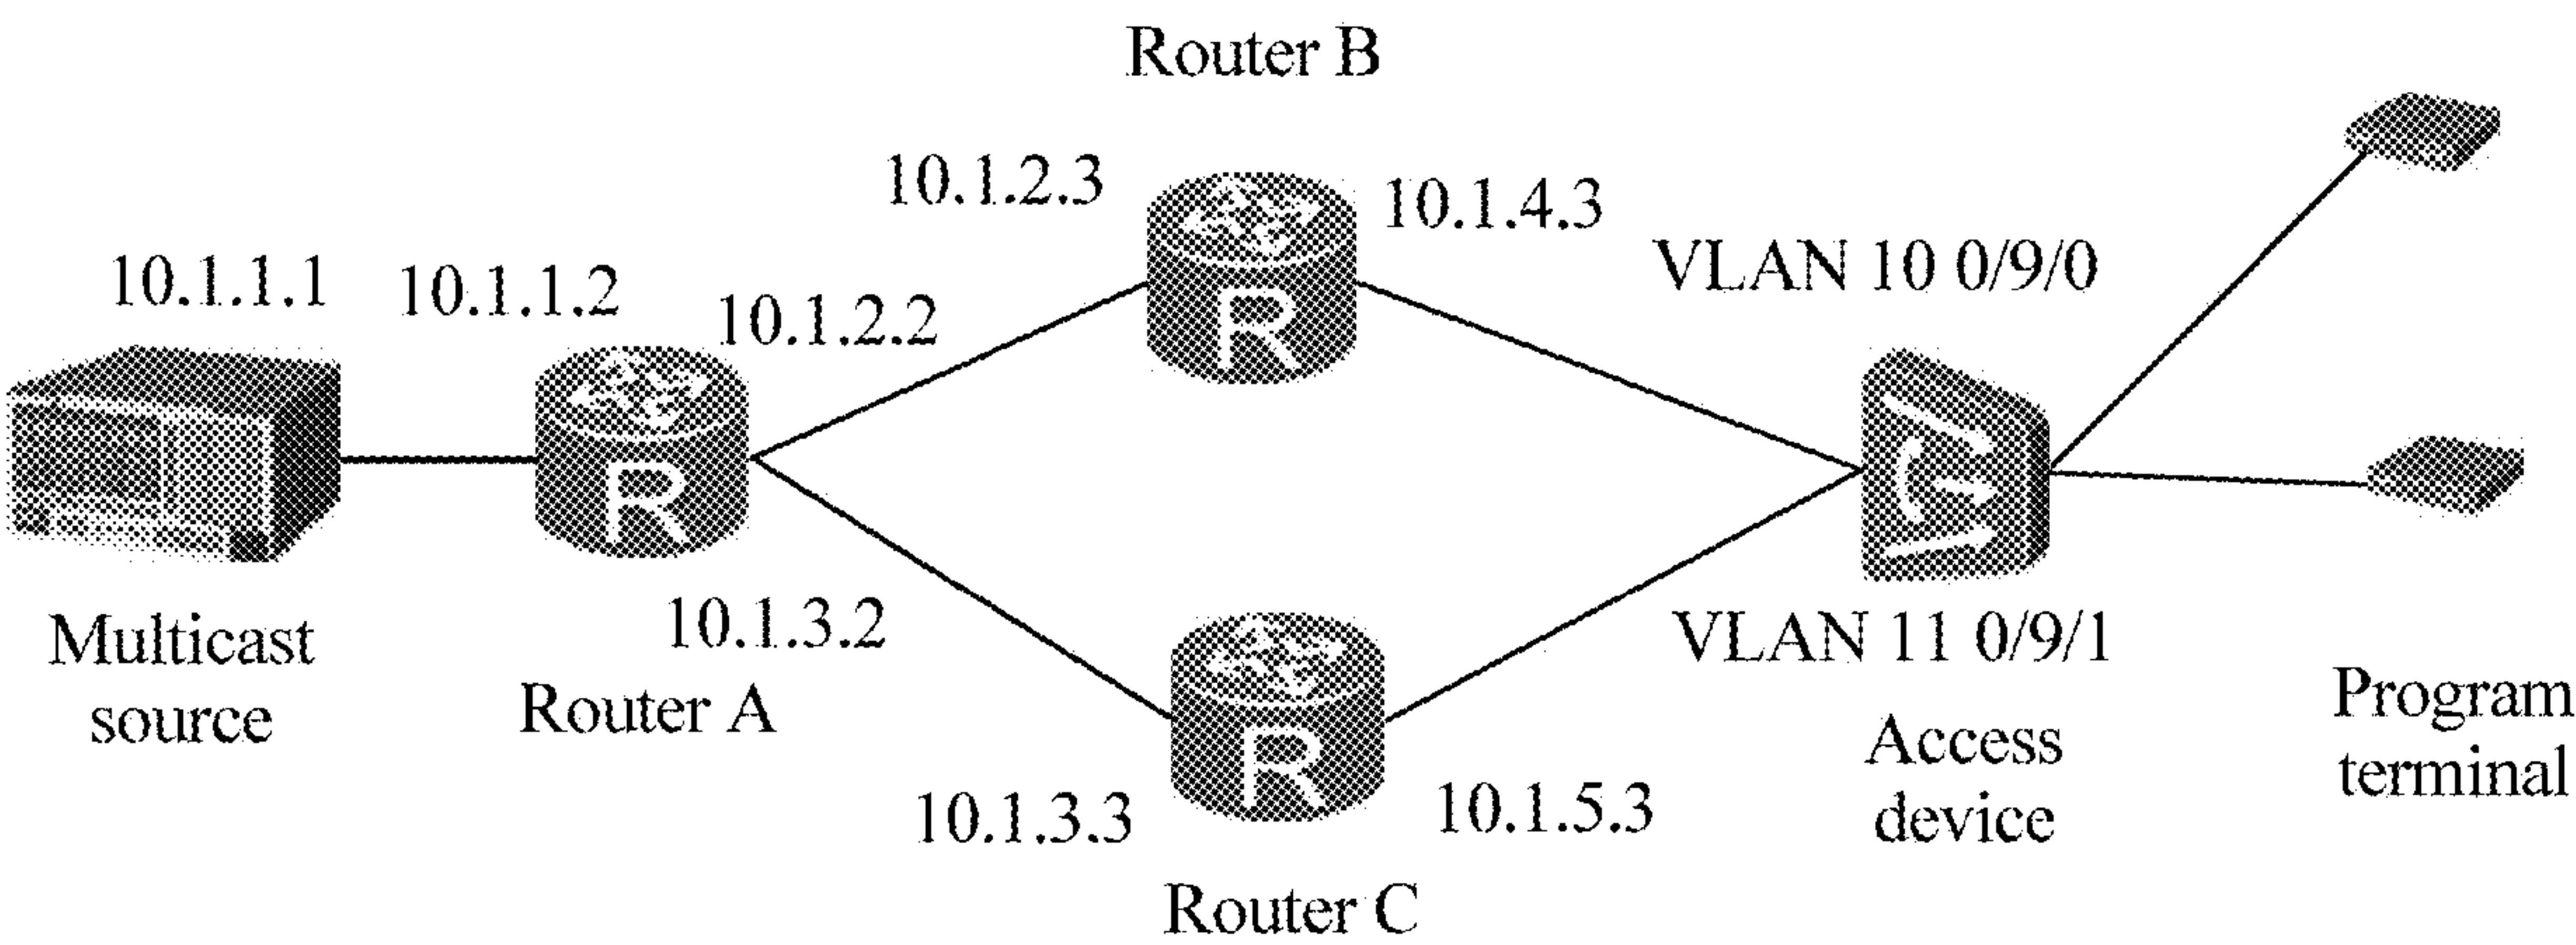 Router B
10.1.2.3
10.1.4.3
VLAN 10 0/9/0
10.1.1.1
10.1.1.2
10.1.2.2
R
R
10.1.3.2
Multicast
source
Router A
VLAN 11 0/9/1
R
Access
device
Program
terminal
10.1.3.3
10.1.5.3
Router C